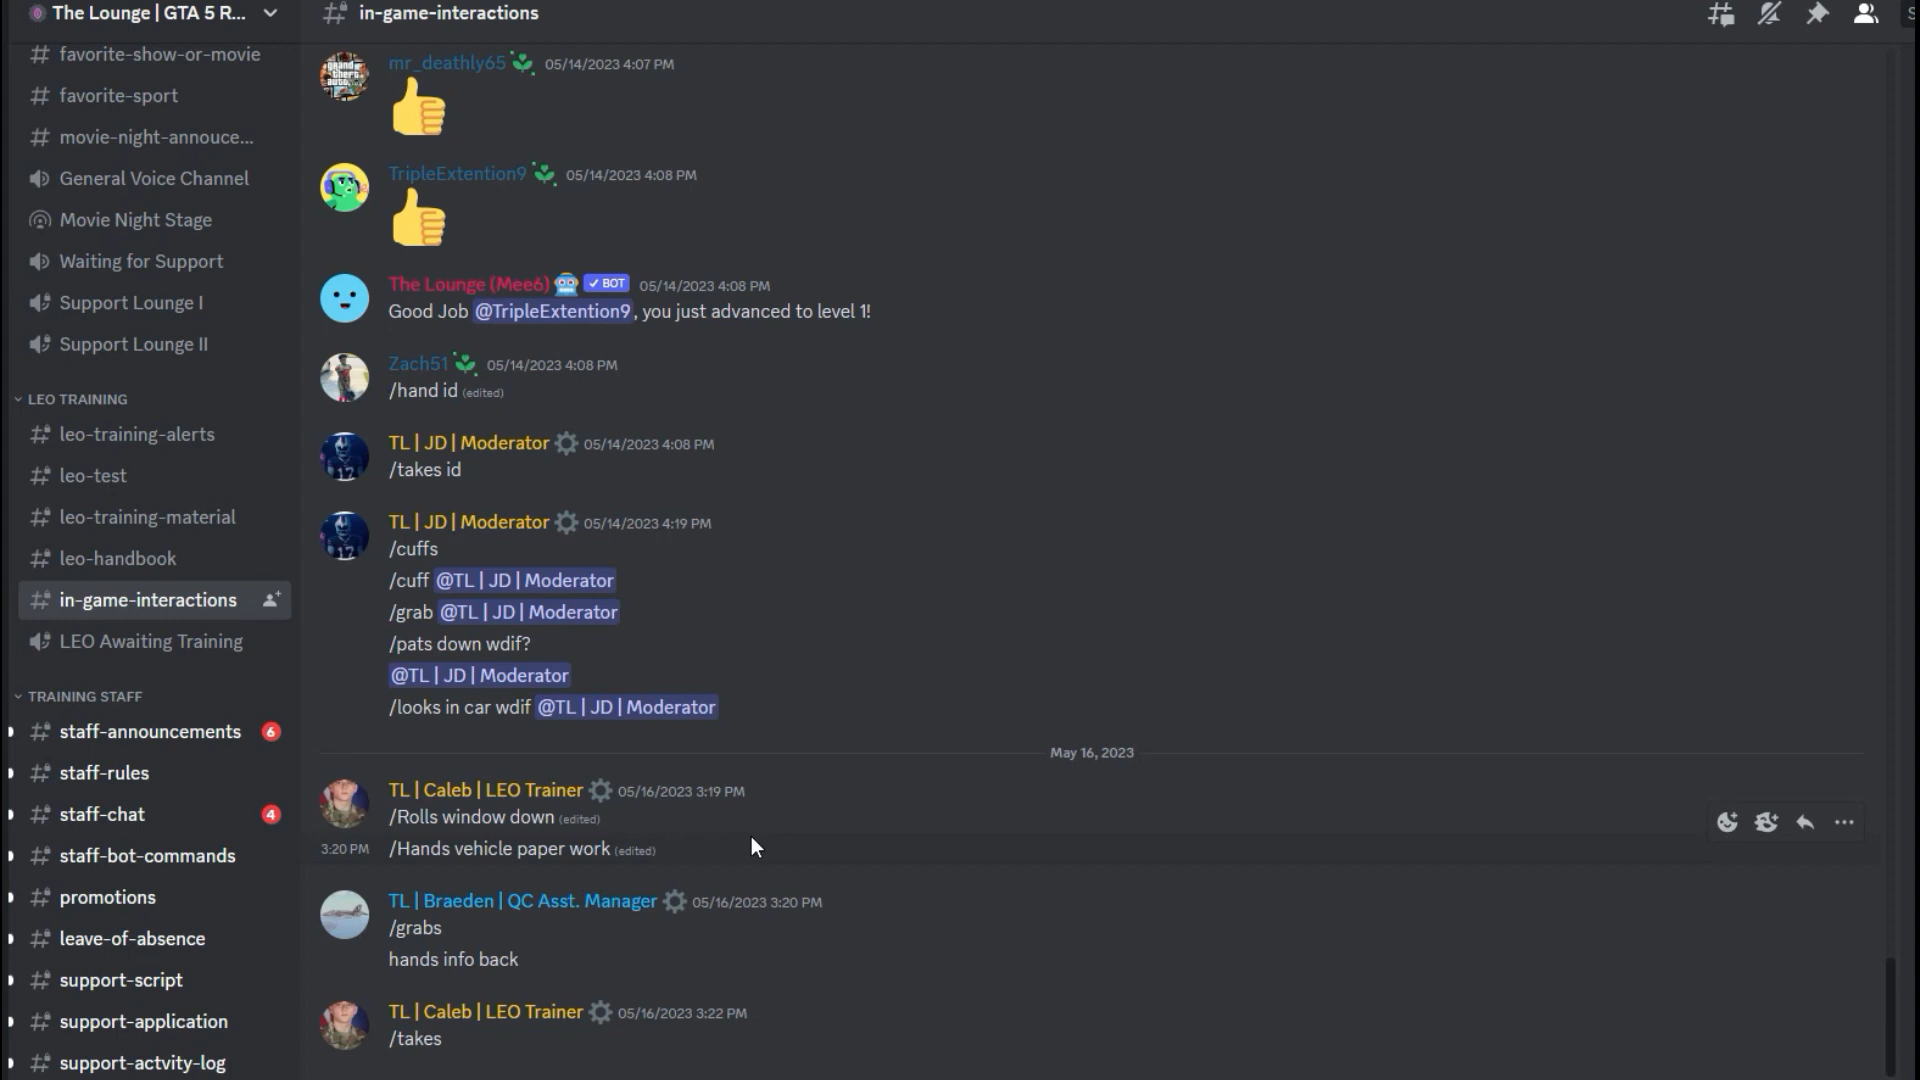 The Lounge | GTA 5 R...
favorite-show-or-movie
favorite-sport
movie-night-annouce...
General Voice Channel
Movie Night Stage
Waiting for Support
Support Lounge I
Support Lounge II
LEO TRAINING
leo-training-alerts
leo-test
leo-training-material
leo-handbook
in-game-interactions
LEO Awaiting Training
TRAINING STAFF
staff-announcements 6
staff-rules
staff-chat 4
staff-bot-commands
promotions
leave-of-absence
support-script
support-application
support-actvity-log
in-game-interactions
mr_deathly65 05/14/2023 4:07 PM
TripleExtention9 05/14/2023 4:08 PM
The Lounge (Mee6) ✓ BOT 05/14/2023 4:08 PM
Good Job @TripleExtention9, you just advanced to level 1!
Zach51 05/14/2023 4:08 PM
/hand id (edited)
TL | JD | Moderator 05/14/2023 4:08 PM
/takes id
TL | JD | Moderator 05/14/2023 4:19 PM
/cuffs
/cuff @TL | JD | Moderator
/grab @TL | JD | Moderator
/pats down wdif?
@TL | JD | Moderator
/looks in car wdif @TL | JD | Moderator
May 16, 2023
TL | Caleb | LEO Trainer 05/16/2023 3:19 PM
/Rolls window down (edited)
3:20 PM /Hands vehicle paper work (edited)
TL | Braeden | QC Asst. Manager 05/16/2023 3:20 PM
/grabs
hands info back
TL | Caleb | LEO Trainer 05/16/2023 3:22 PM
/takes